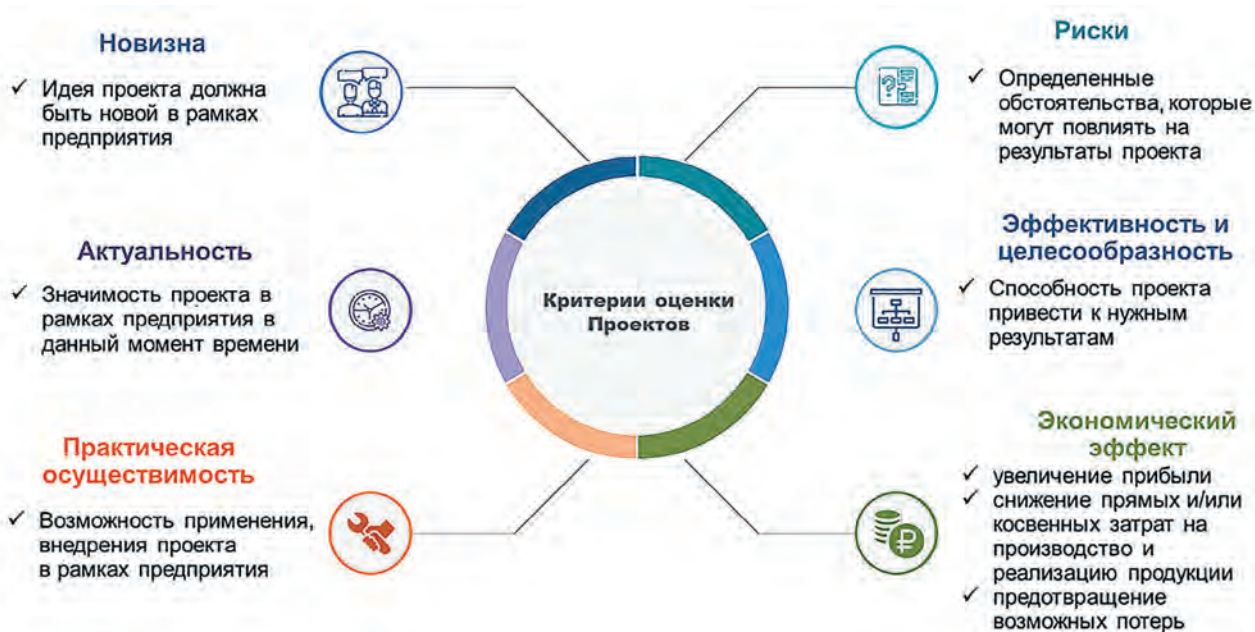 Новизна
✓ Идея проекта должна
быть новой в рамках
предприятия
Актуальность
✓ Значимость проекта в
рамках предприятия в
данный момент времени
Практическая
осуществимость
✓ Возможность применения,
внедрения проекта
в рамках предприятия
Критерии оценки
Проектов
Риски
✓ Определенные
обстоятельства, которые
могут повлиять на
результаты проекта
Эффективность и
целесообразность
✓ Способность проекта
привести к нужным
результатам
Экономический
эффект
✓ увеличение прибыли
✓ снижение прямых и/или
косвенных затрат на
производство и
реализацию продукции
✓ предотвращение
возможных потерь